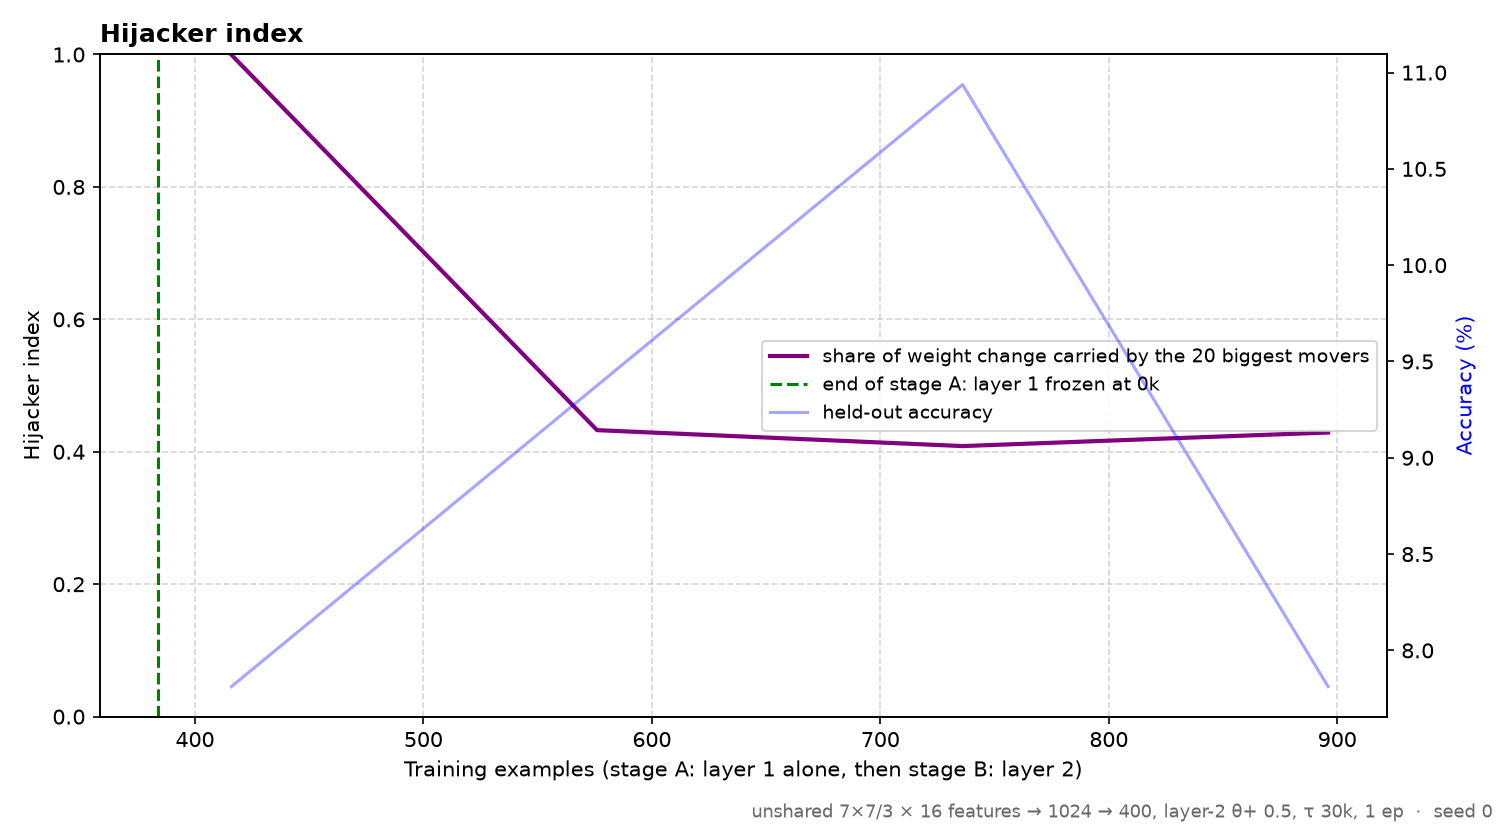 Hijacker index
1.0
0.8
0.6
0.4
0.2
0.0
Hijacker index
11.0
10.5
10.0
9.5
9.0
8.5
8.0
Accuracy (%)
share of weight change carried by the 20 biggest movers
end of stage A: layer 1 frozen at 0k
held-out accuracy
400
500
600
700
800
900
Training examples (stage A: layer 1 alone, then stage B: layer 2)
unshared 7×7/3 × 16 features → 1024 → 400, layer-2 θ+ 0.5, τ 30k, 1 ep · seed 0